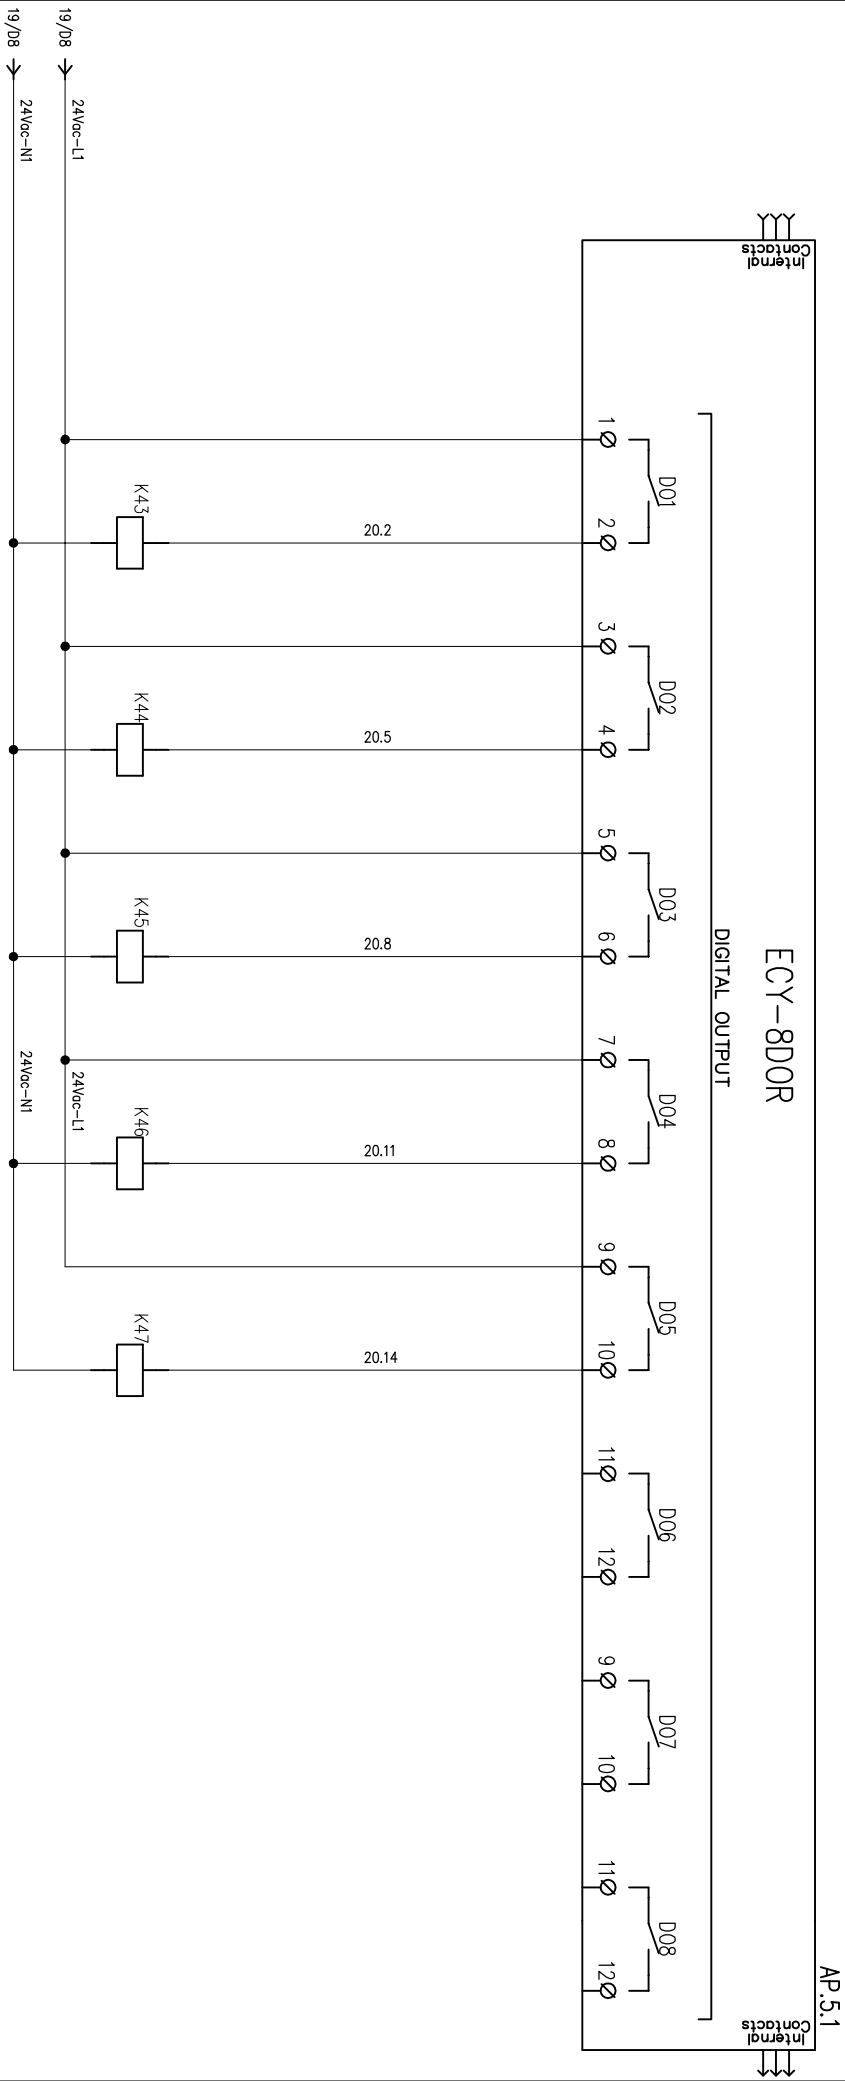 AP.5.1
Internal
Contacts
Internal
Contacts
ECY-8DOR
DIGITAL OUTPUT
DO1
DO2
DO3
DO4
DO5
DO6
DO7
DO8
1
2
3
4
5
6
7
8
9
10
11
12
9
10
11
12
20.2
20.5
20.8
20.11
20.14
K43
K44
K45
K46
K47
19/D8
24Vac-L1
24Vac-L1
19/D8
24Vac-N1
24Vac-N1